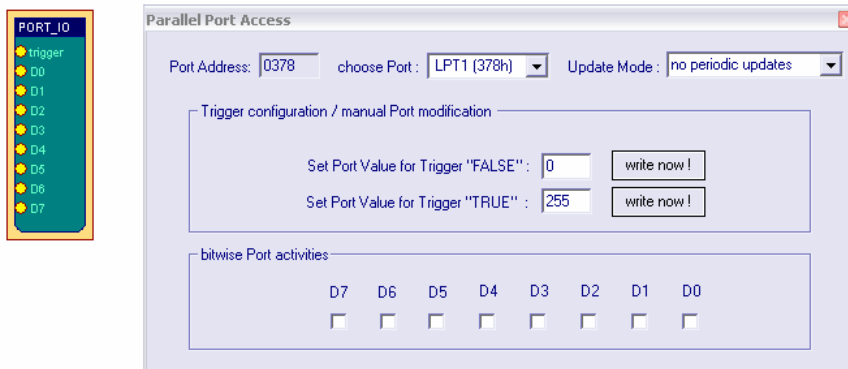 PORT_IO
trigger
D0
D1
D2
D3
D4
D5
D6
D7
Parallel Port Access
Port Address: 0378 choose Port : LPT1 (378h) Update Mode : no periodic updates
Trigger configuration / manual Port modification
Set Port Value for Trigger "FALSE" : 0 write now !
Set Port Value for Trigger "TRUE" : 255 write now !
bitwise Port activities
D7 D6 D5 D4 D3 D2 D1 D0